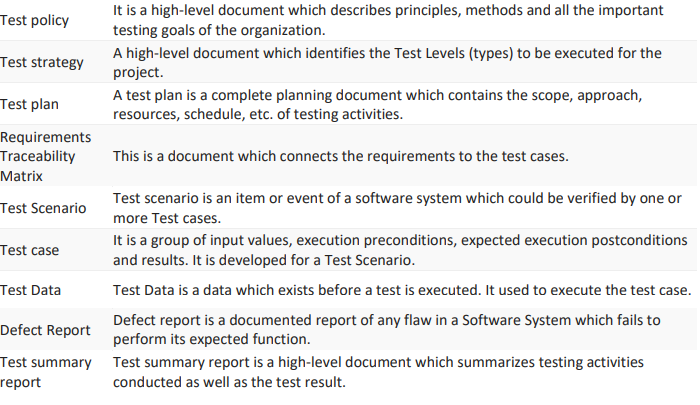 Test policy
It is a high-level document which describes principles, methods and all the important
testing goals of the organization.
Test strategy
A high-level document which identifies the Test Levels (types) to be executed for the
project.
Test plan
A test plan is a complete planning document which contains the scope, approach,
resources, schedule, etc. of testing activities.
Requirements
Traceability
Matrix
This is a document which connects the requirements to the test cases.
Test Scenario
Test scenario is an item or event of a software system which could be verified by one or
more Test cases.
Test case
It is a group of input values, execution preconditions, expected execution postconditions
and results. It is developed for a Test Scenario.
Test Data
Test Data is a data which exists before a test is executed. It used to execute the test case.
Defect Report
Defect report is a documented report of any flaw in a Software System which fails to
perform its expected function.
Test summary
report
Test summary report is a high-level document which summarizes testing activities
conducted as well as the test result.